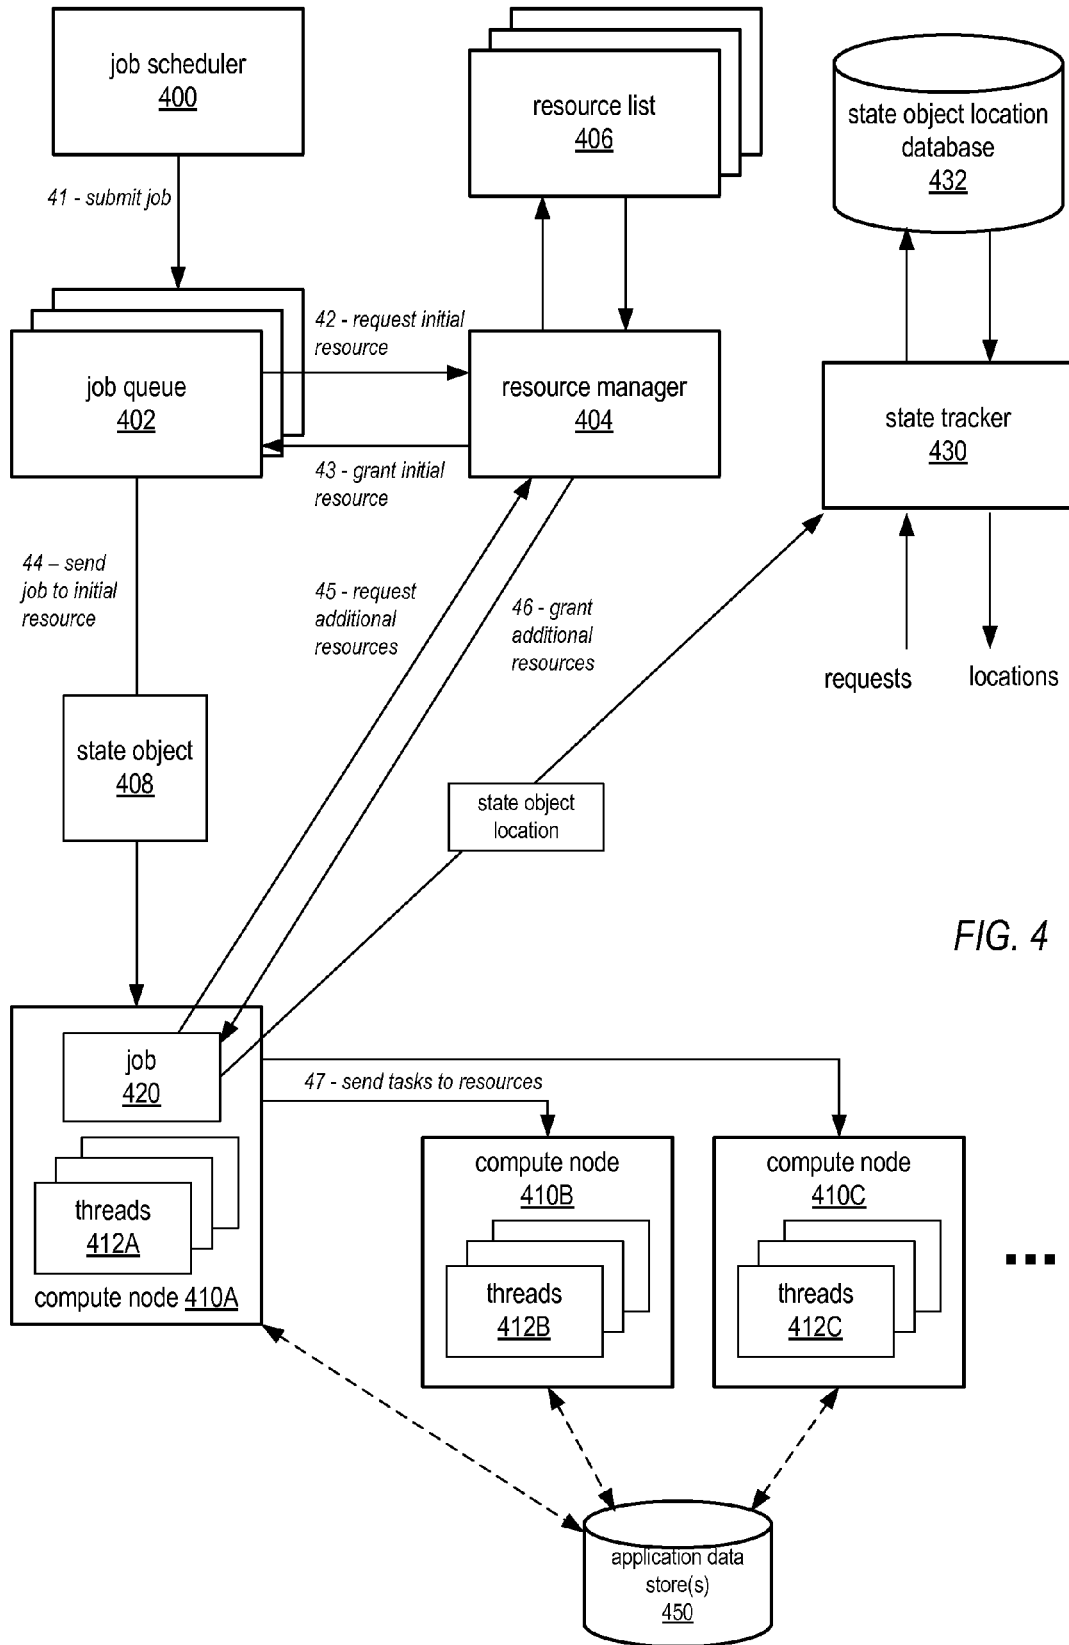 job scheduler
400
resource list
406
state object location
database
432
41 - submit job
42 - request initial
resource
job queue
402
resource manager
404
state tracker
430
43 - grant initial
resource
44 – send
job to initial
resource
45 - request
additional
resources
46 - grant
additional
resources
requests
locations
state object
408
state object
location
FIG. 4
job
420
47 - send tasks to resources
threads
412A
compute node 410A
compute node
410B
threads
412B
compute node
410C
threads
412C
...
application data
store(s)
450